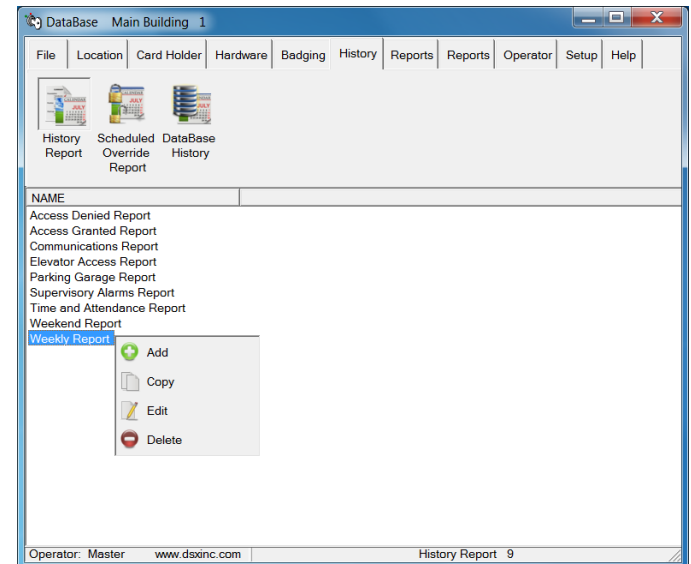 DataBase Main Building 1
File Location Card Holder Hardware Badging History Reports Reports Operator Setup Help
History Report
Scheduled Override Report
DataBase History
NAME
Access Denied Report
Access Granted Report
Communications Report
Elevator Access Report
Parking Garage Report
Supervisory Alarms Report
Time and Attendance Report
Weekend Report
Weekly Report
Add
Copy
Edit
Delete
Operator: Master www.dsxinc.com History Report 9